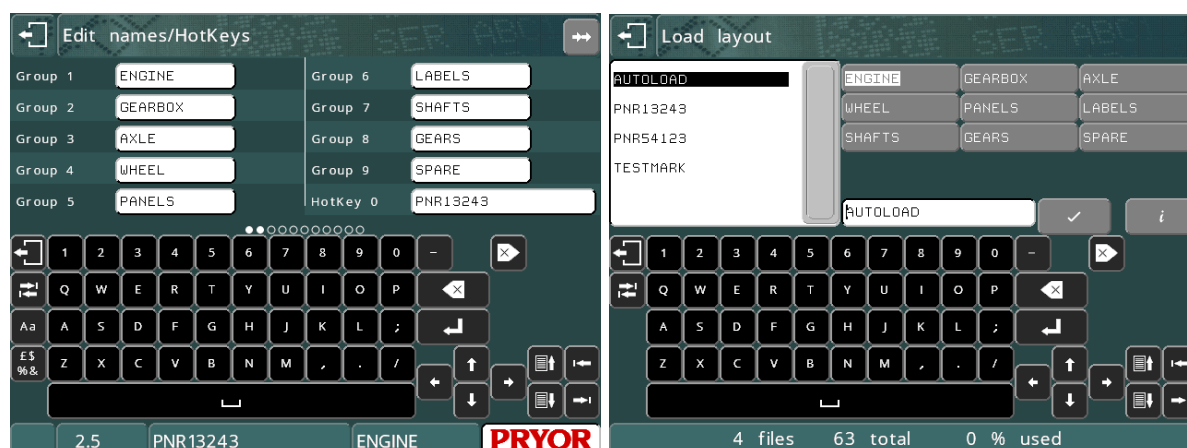 Edit names/HotKeys
Group 1 ENGINE Group 6 LABELS
Group 2 GEARBOX Group 7 SHAFTS
Group 3 AXLE Group 8 GEARS
Group 4 WHEEL Group 9 SPARE
Group 5 PANELS HotKey 0 PNR13243
1 2 3 4 5 6 7 8 9 0 -
Q W E R T Y U I O P
Aa A S D F G H J K L ;
£$ %& Z X C V B N M , . /
2.5 PNR13243 ENGINE PRYOR
Load layout
AUTOLOAD ENGINE GEARBOX AXLE
PNR13243 WHEEL PANELS LABELS
PNR54123 SHAFTS GEARS SPARE
TESTMARK
AUTOLOAD i
1 2 3 4 5 6 7 8 9 0 -
Q W E R T Y U I O P
A S D F G H J K L ;
Z X C V B N M , . /
4 files 63 total 0 % used